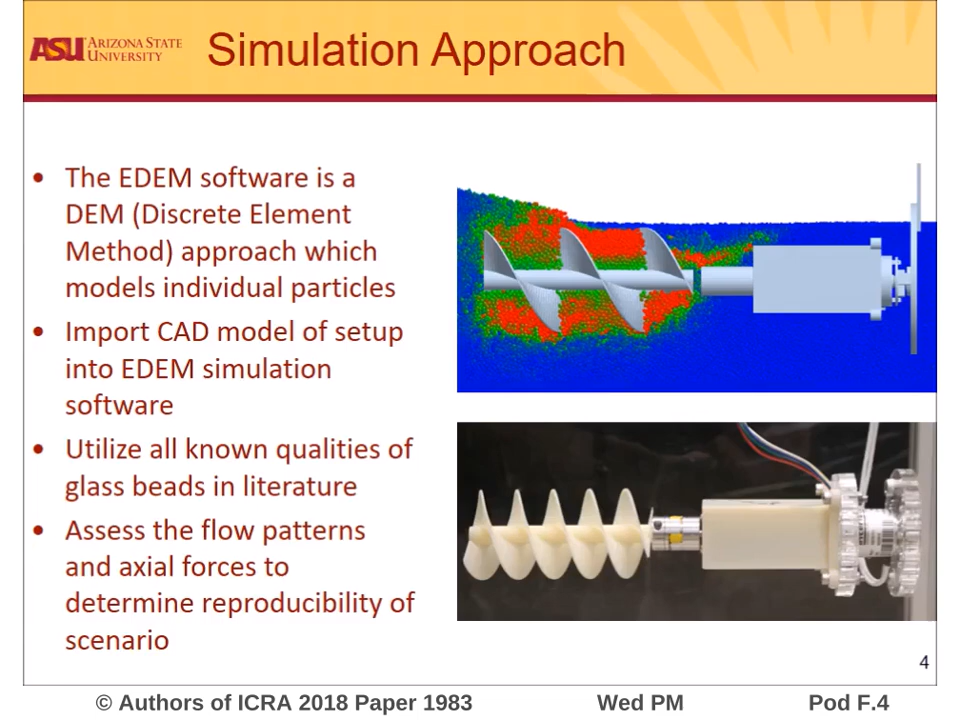 ASU ARIZONA STATE
UNIVERSITY
Simulation Approach
• The EDEM software is a
DEM (Discrete Element
Method) approach which
models individual particles
• Import CAD model of setup
into EDEM simulation
software
• Utilize all known qualities of
glass beads in literature
• Assess the flow patterns
and axial forces to
determine reproducibility of
scenario
4
© Authors of ICRA 2018 Paper 1983 Wed PM Pod F.4